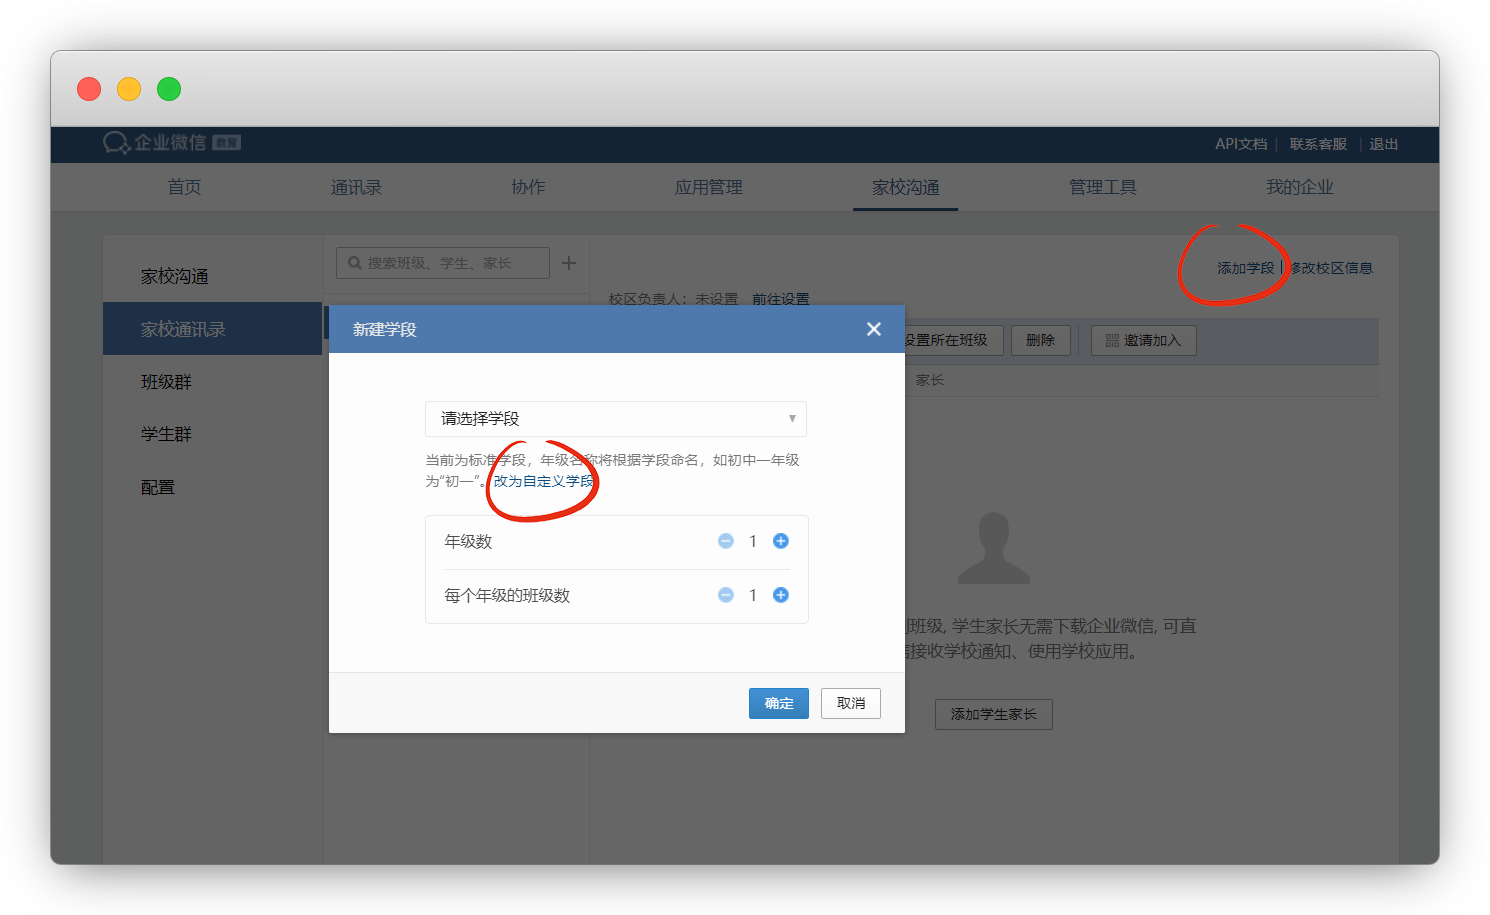 企业微信 教育
API文档 | 联系客服 | 退出
首页 通讯录 协作 应用管理 家校沟通 管理工具 我的企业
家校沟通
家校通讯录
班级群
学生群
配置
搜索班级、学生、家长
添加学段 | 修改校区信息
校区负责人：未设置 前往设置
设置所在班级 删除 邀请加入
家长
新建学段
请选择学段
当前为标准学段，年级名称将根据学段命名，如初中一年级
为“初一”。改为自定义学段
年级数 1
每个年级的班级数 1
确定 取消
班级, 学生家长无需下载企业微信, 可直
接收学校通知、使用学校应用。
添加学生家长